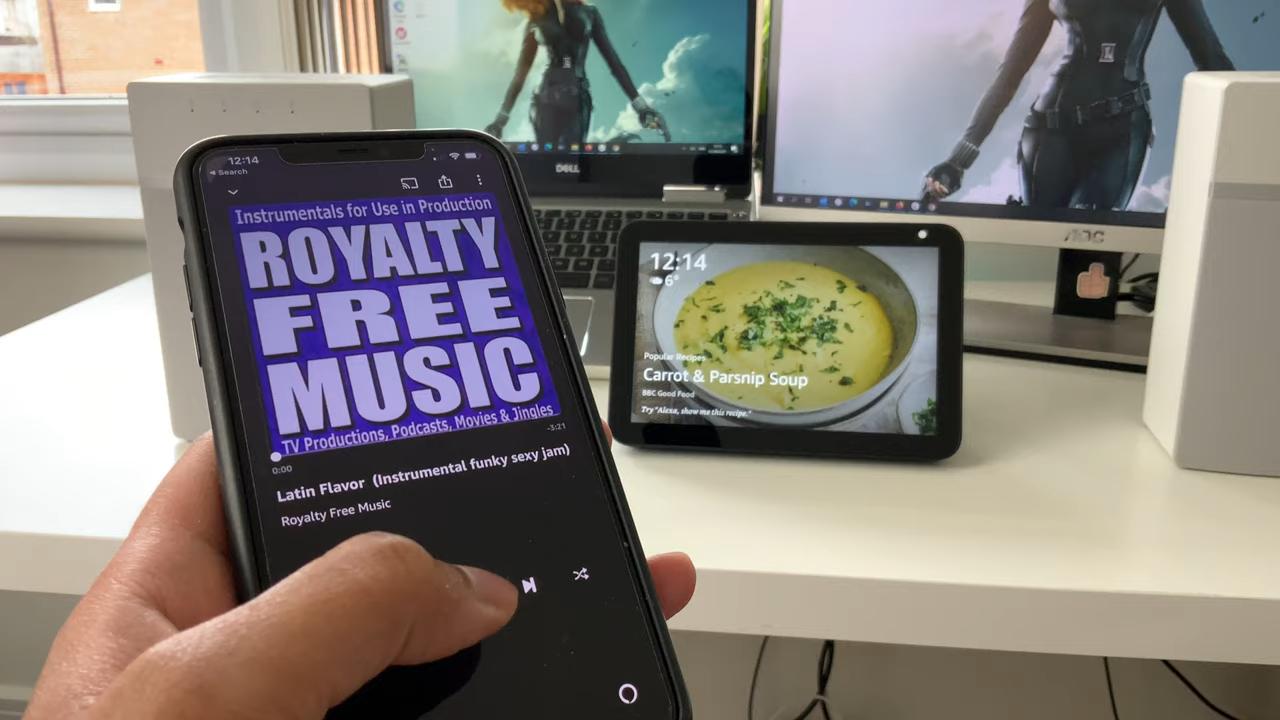 12:14
Search
Instrumentals for Use in Production
ROYALTY
FREE
MUSIC
TV Productions, Podcasts, Movies & Jingles
0:00
-3:21
Latin Flavor (Instrumental funky sexy jam)
Royalty Free Music
DELL
AOC
12:14
6°
Popular Recipes
Carrot & Parsnip Soup
BBC Good Food
Try "Alexa, show me this recipe."